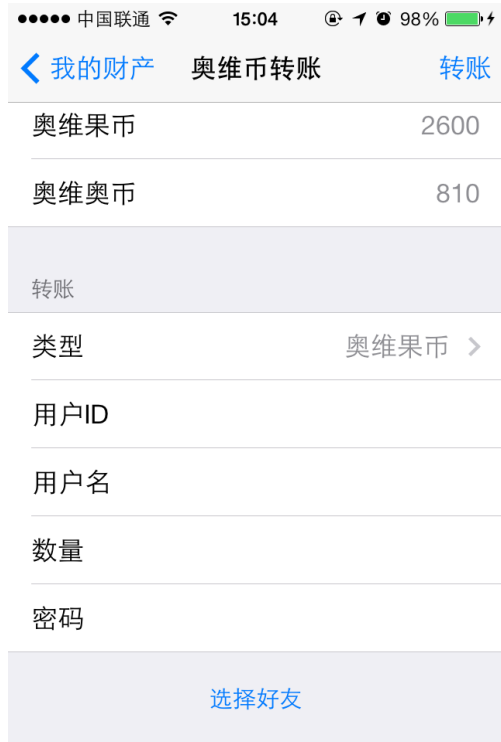 中国联通 15:04 98%
我的财产 奥维币转账 转账
奥维果币 2600
奥维奥币 810
转账
类型 奥维果币
用户ID
用户名
数量
密码
选择好友